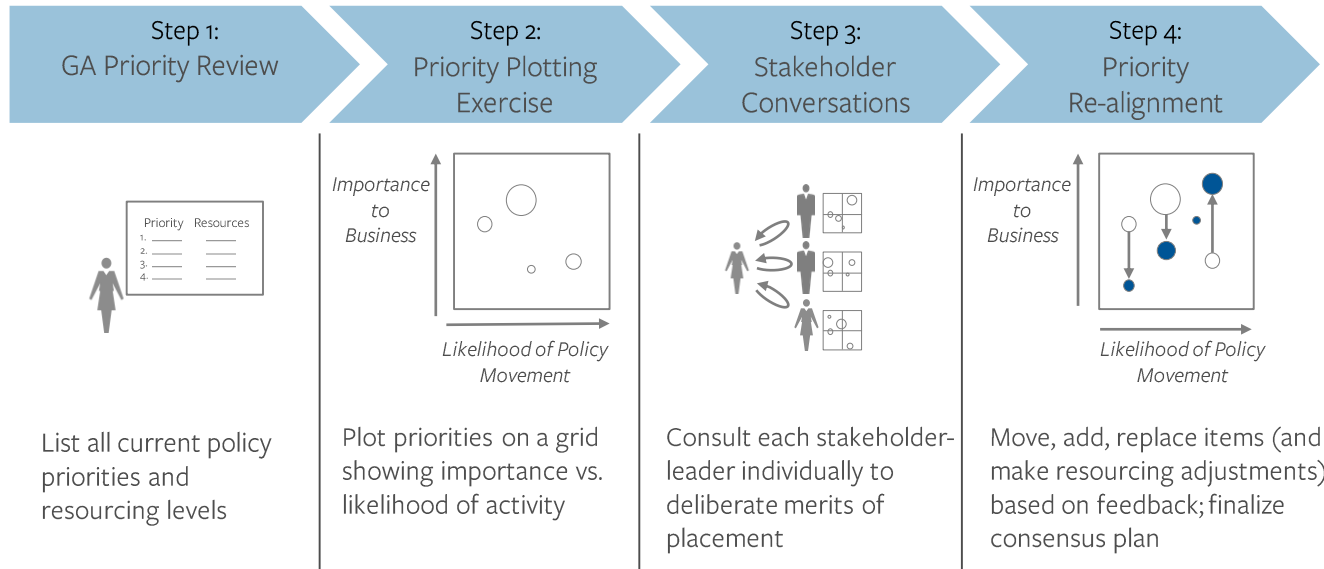 Step 1:
GA Priority Review
Step 2:
Priority Plotting
Exercise
Step 3:
Stakeholder
Conversations
Step 4:
Priority
Re-alignment
Priority Resources
1.
2.
3.
4.
Importance
to
Business
Likelihood of Policy
Movement
Importance
to
Business
Likelihood of Policy
Movement
List all current policy
priorities and
resourcing levels
Plot priorities on a grid
showing importance vs.
likelihood of activity
Consult each stakeholder-
leader individually to
deliberate merits of
placement
Move, add, replace items (and
make resourcing adjustments)
based on feedback; finalize
consensus plan